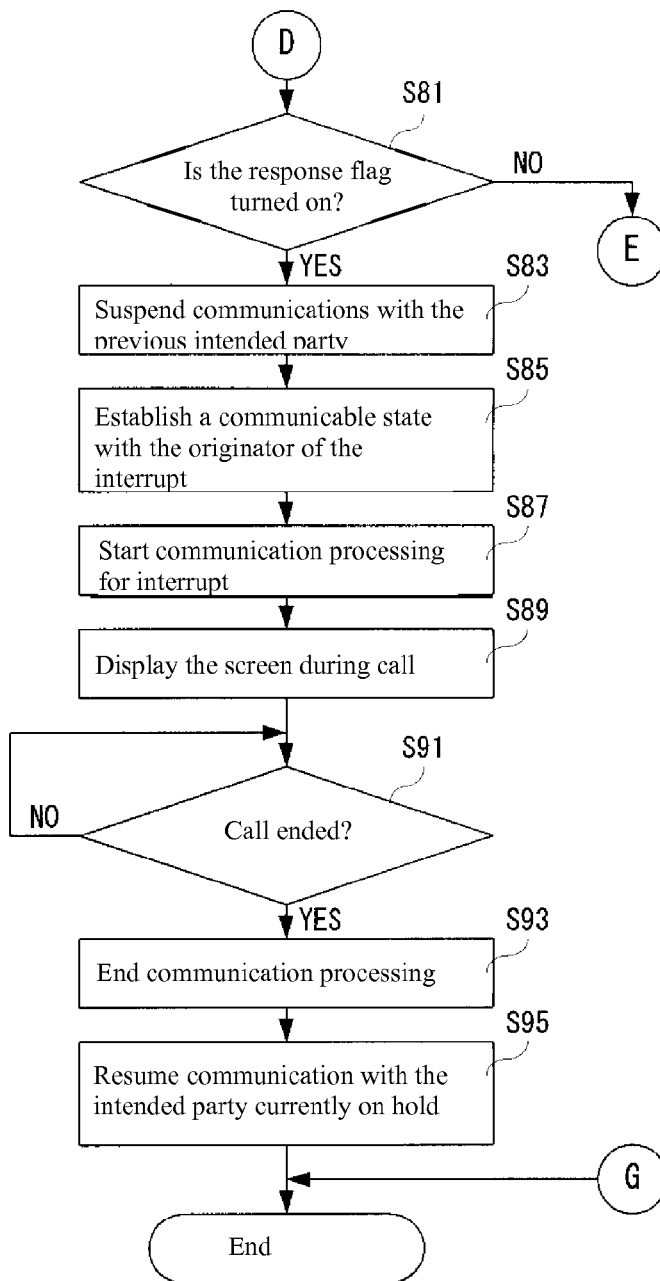 D
S81
Is the response flag
turned on?
NO
E
YES
S83
Suspend communications with the
previous intended party
S85
Establish a communicable state
with the originator of the
interrupt
S87
Start communication processing
for interrupt
S89
Display the screen during call
S91
NO
Call ended?
YES
S93
End communication processing
S95
Resume communication with the
intended party currently on hold
G
End